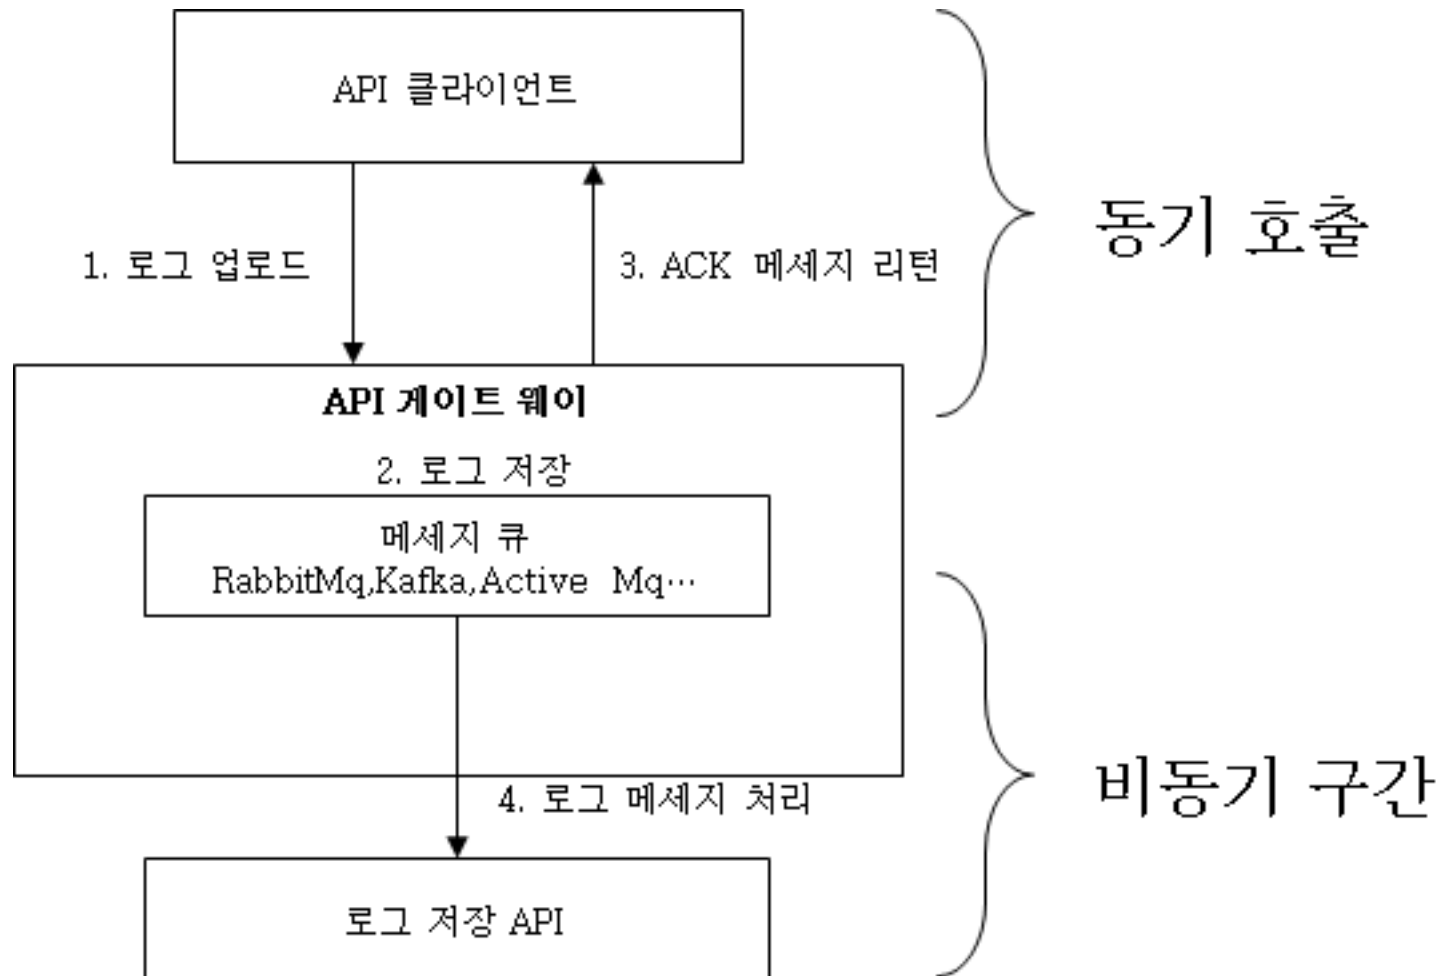 API 클라이언트
동기 호출
1. 로그 업로드
3. ACK 메세지 리턴
API 게이트 웨이
2. 로그 저장
메세지 큐
RabbitMq,Kafka,Active Mq…
비동기 구간
4. 로그 메세지 처리
로그 저장 API